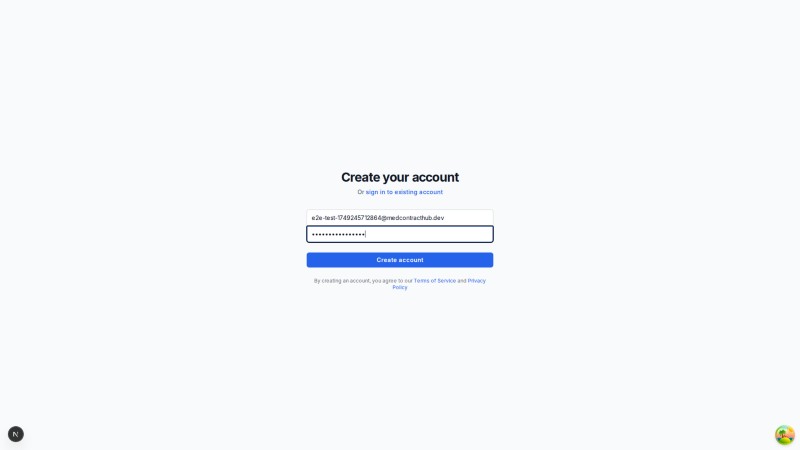 Create your account
Or sign in to existing account
e2e-test-1749245712864@medcontracthub.dev
••••••••••••••••
Create account
By creating an account, you agree to our Terms of Service and Privacy
Policy
N